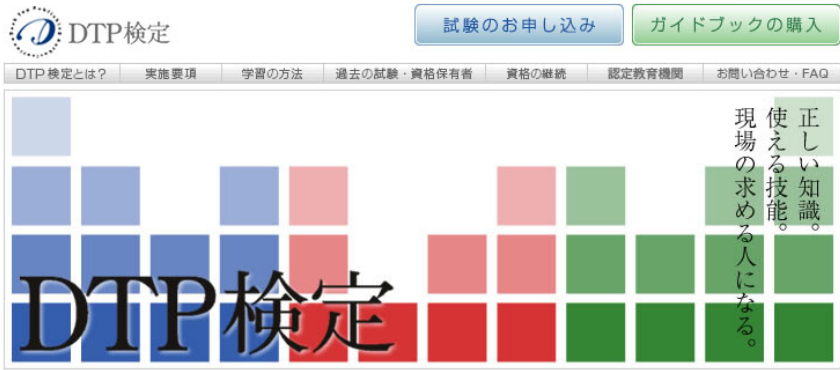 DTP検定
試験のお申し込み
ガイドブックの購入
DTP検定とは？
実施要項
学習の方法
過去の試験・資格保有者
資格の継続
認定教育機関
お問い合わせ・FAQ
正しい知識。
使える技能。
現場の求める人になる。
DTP検定